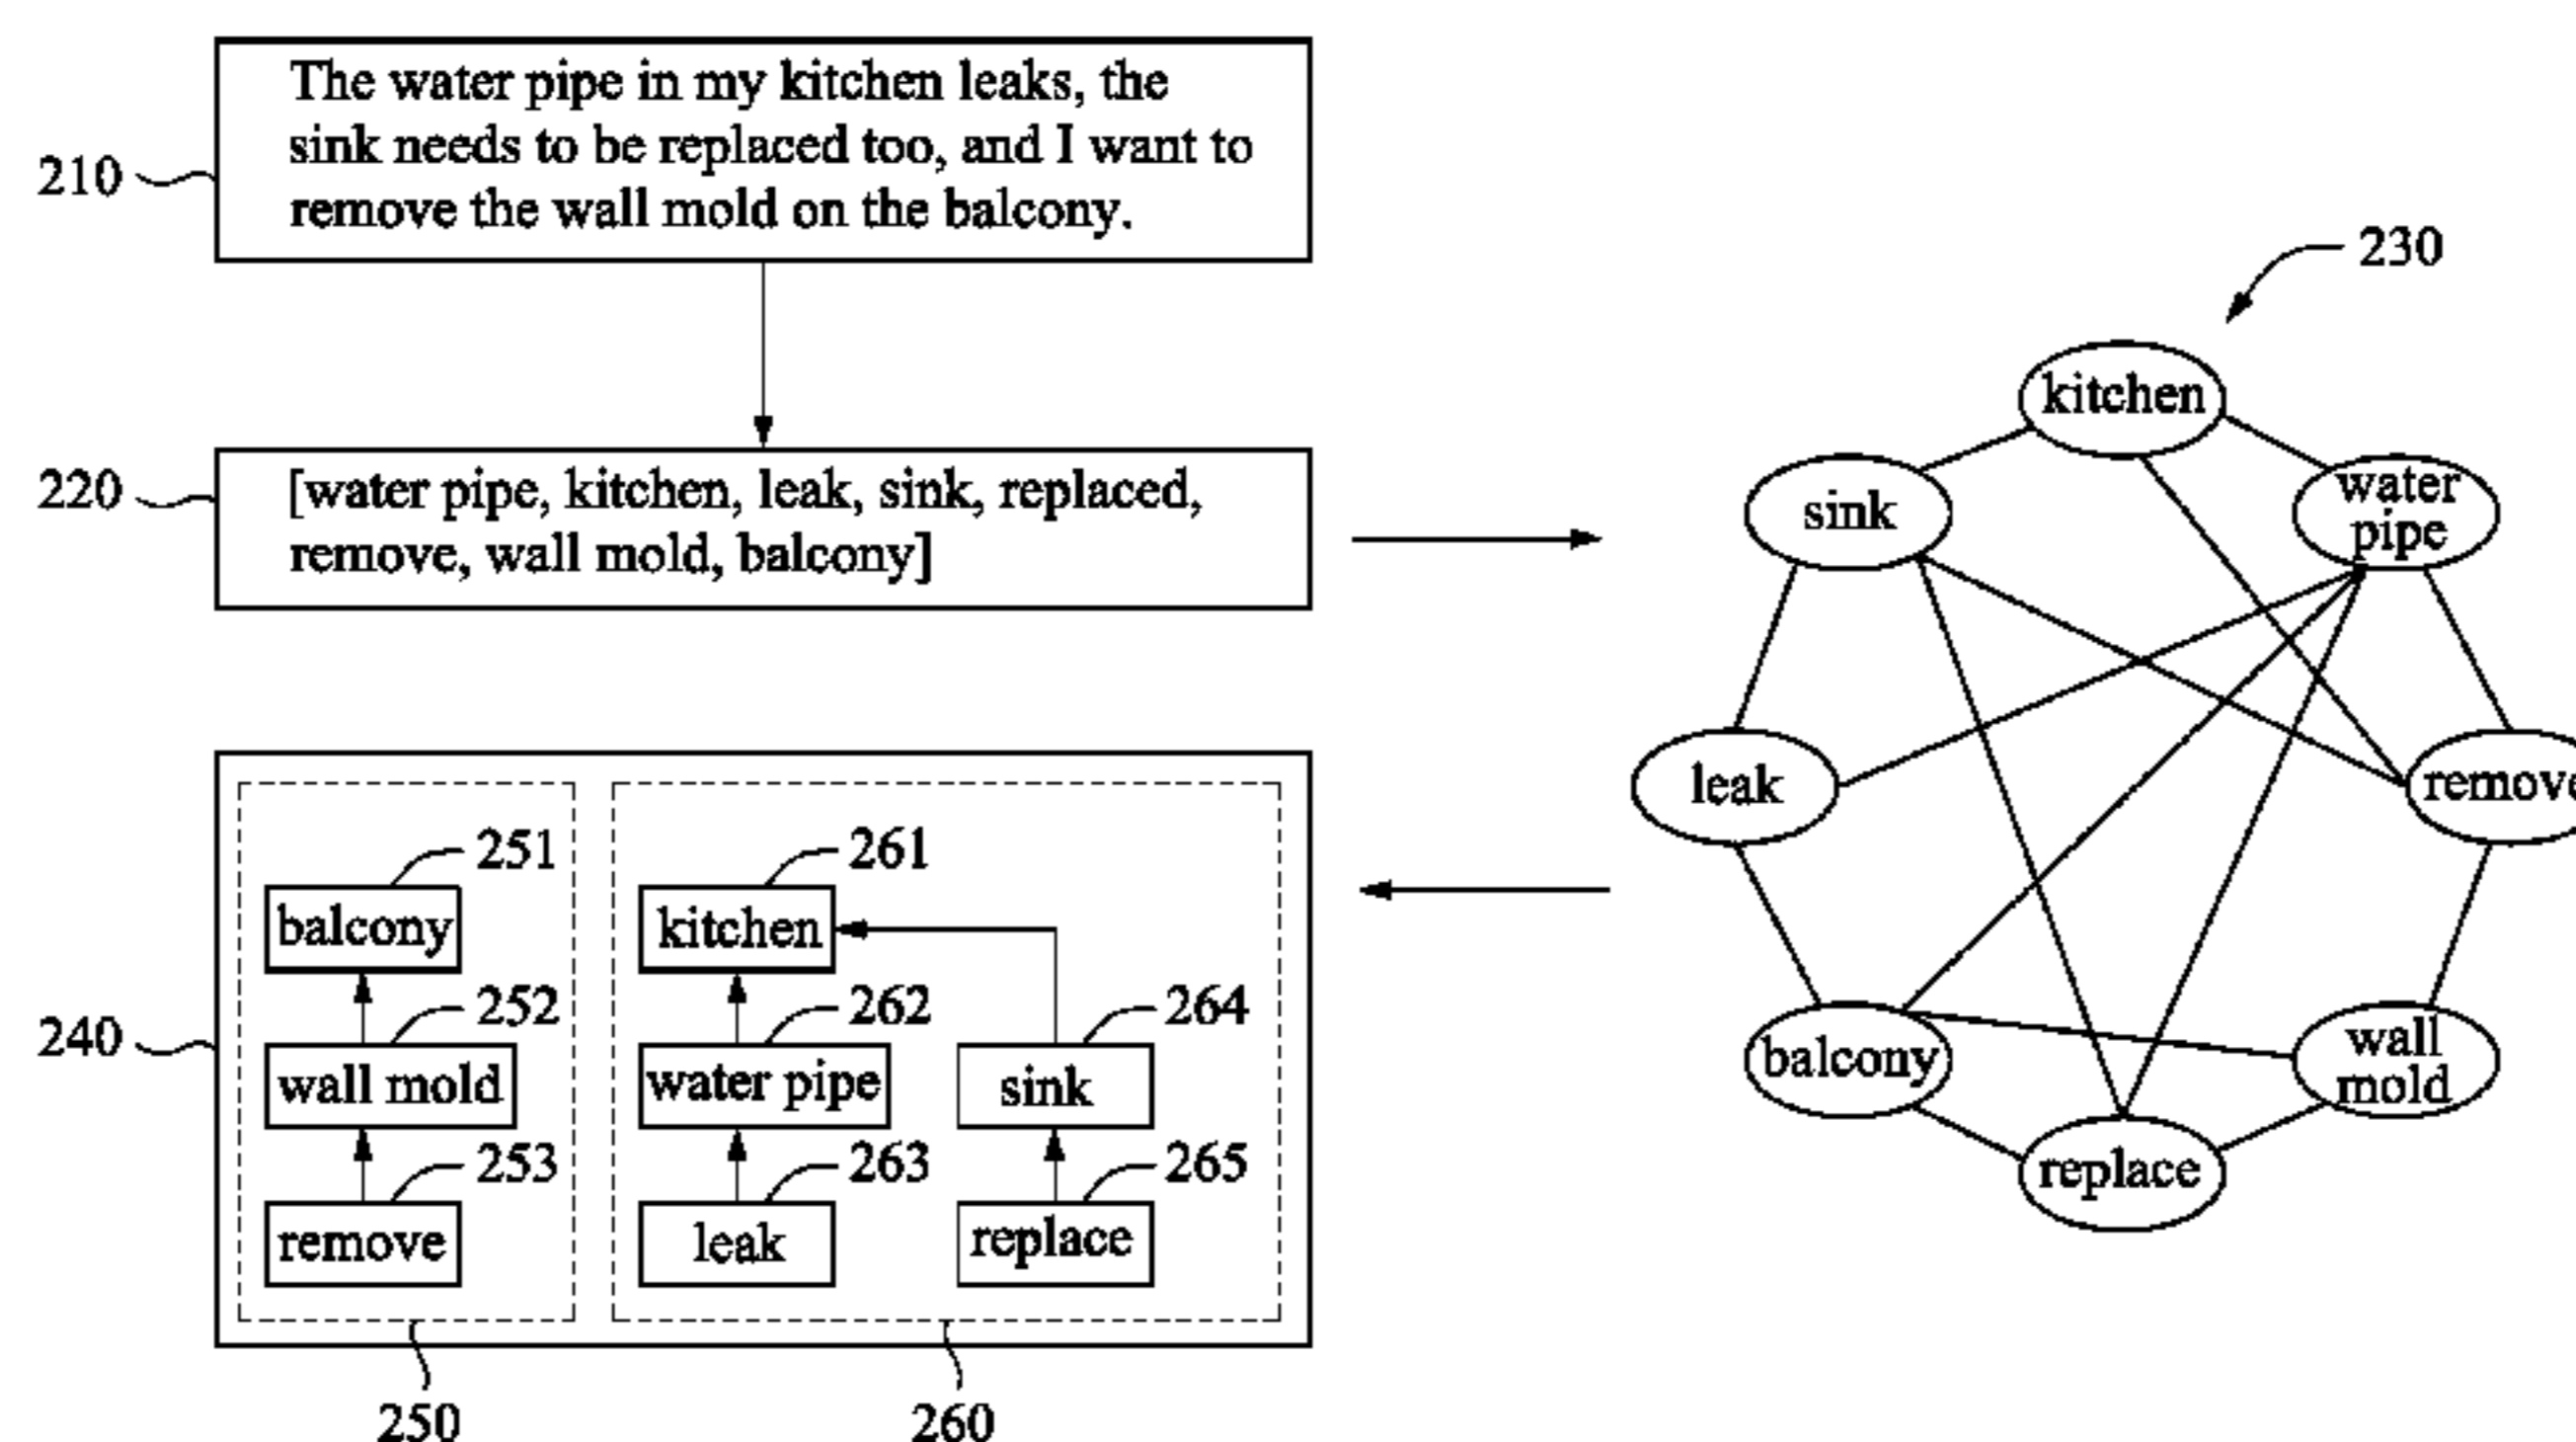 The water pipe in my kitchen leaks, the
sink needs to be replaced too, and I want to
remove the wall mold on the balcony.
210
220
[water pipe, kitchen, leak, sink, replaced,
remove, wall mold, balcony]
230
kitchen
sink
water
pipe
leak
remove
balcony
wall
mold
replace
240
251
balcony
252
wall mold
253
remove
250
261
kitchen
262
water pipe
263
leak
264
sink
265
replace
260